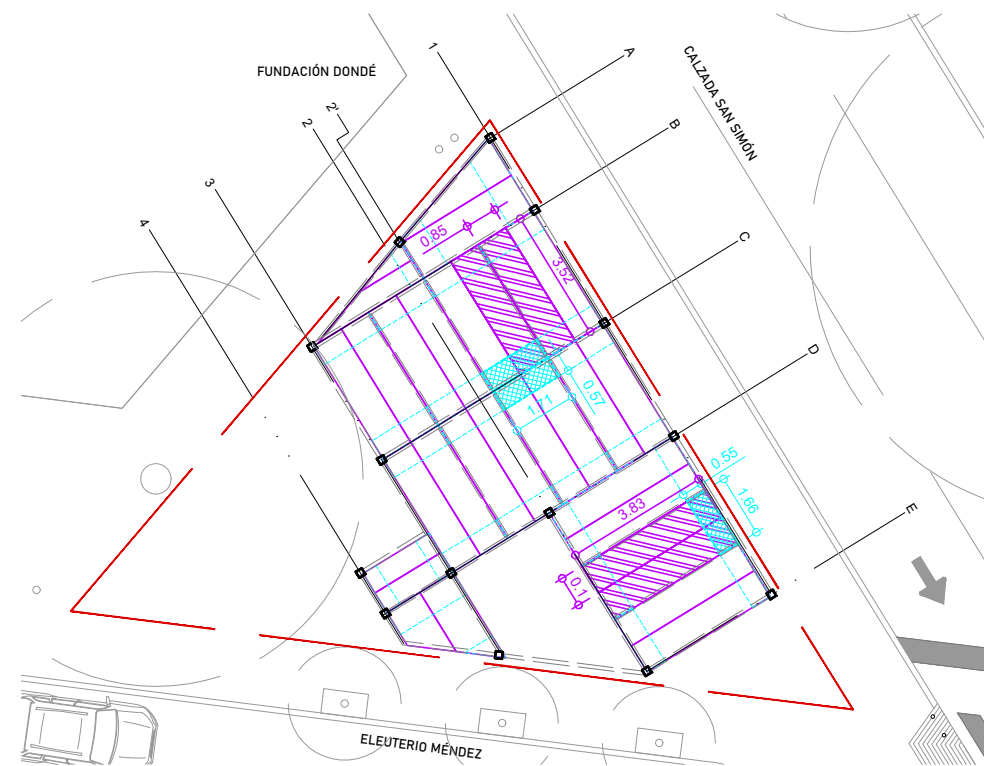 1
A
FUNDACIÓN DONDÉ
CALZADA SAN SIMÓN
2'
2
B
3
4
C
0.85
3.52
D
0.57
1.71
0.55
1.66
3.83
E
0.1
ELEUTERIO MÉNDEZ